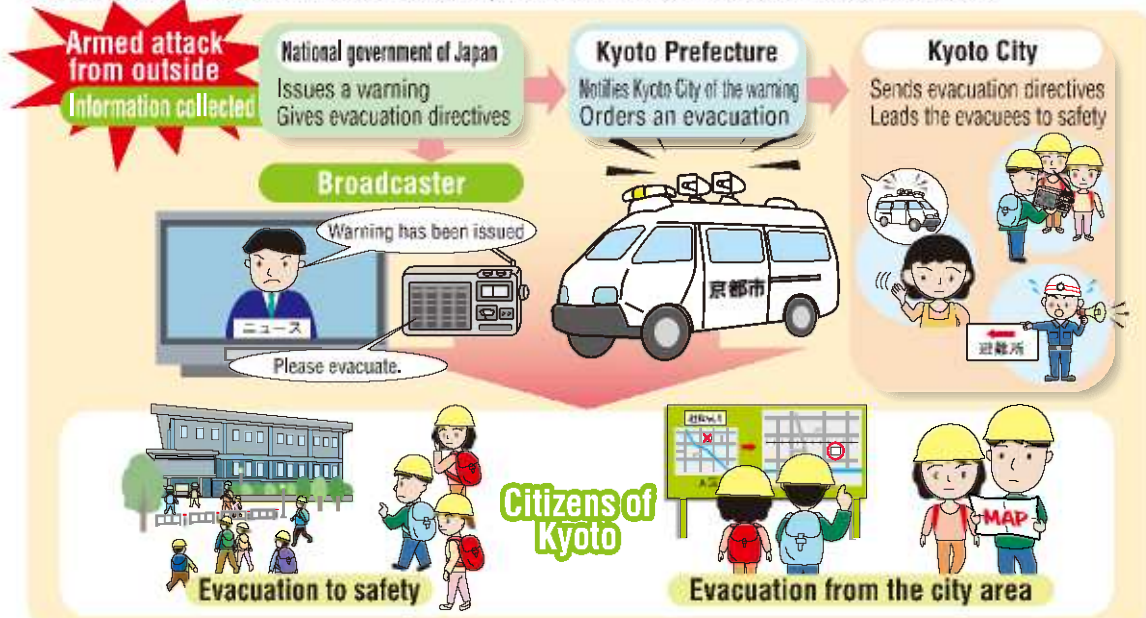 Armed attack
from outside
Information collected
National government of Japan
Issues a warning
Gives evacuation directives
Kyoto Prefecture
Notifies Kyoto City of the warning
Orders an evacuation
Kyoto City
Sends evacuation directives
Leads the evacuees to safety
Broadcaster
Warning has been issued
ニュース
Please evacuate.
京都市
避難所
Citizens of
Kyoto
MAP
Evacuation to safety
Evacuation from the city area